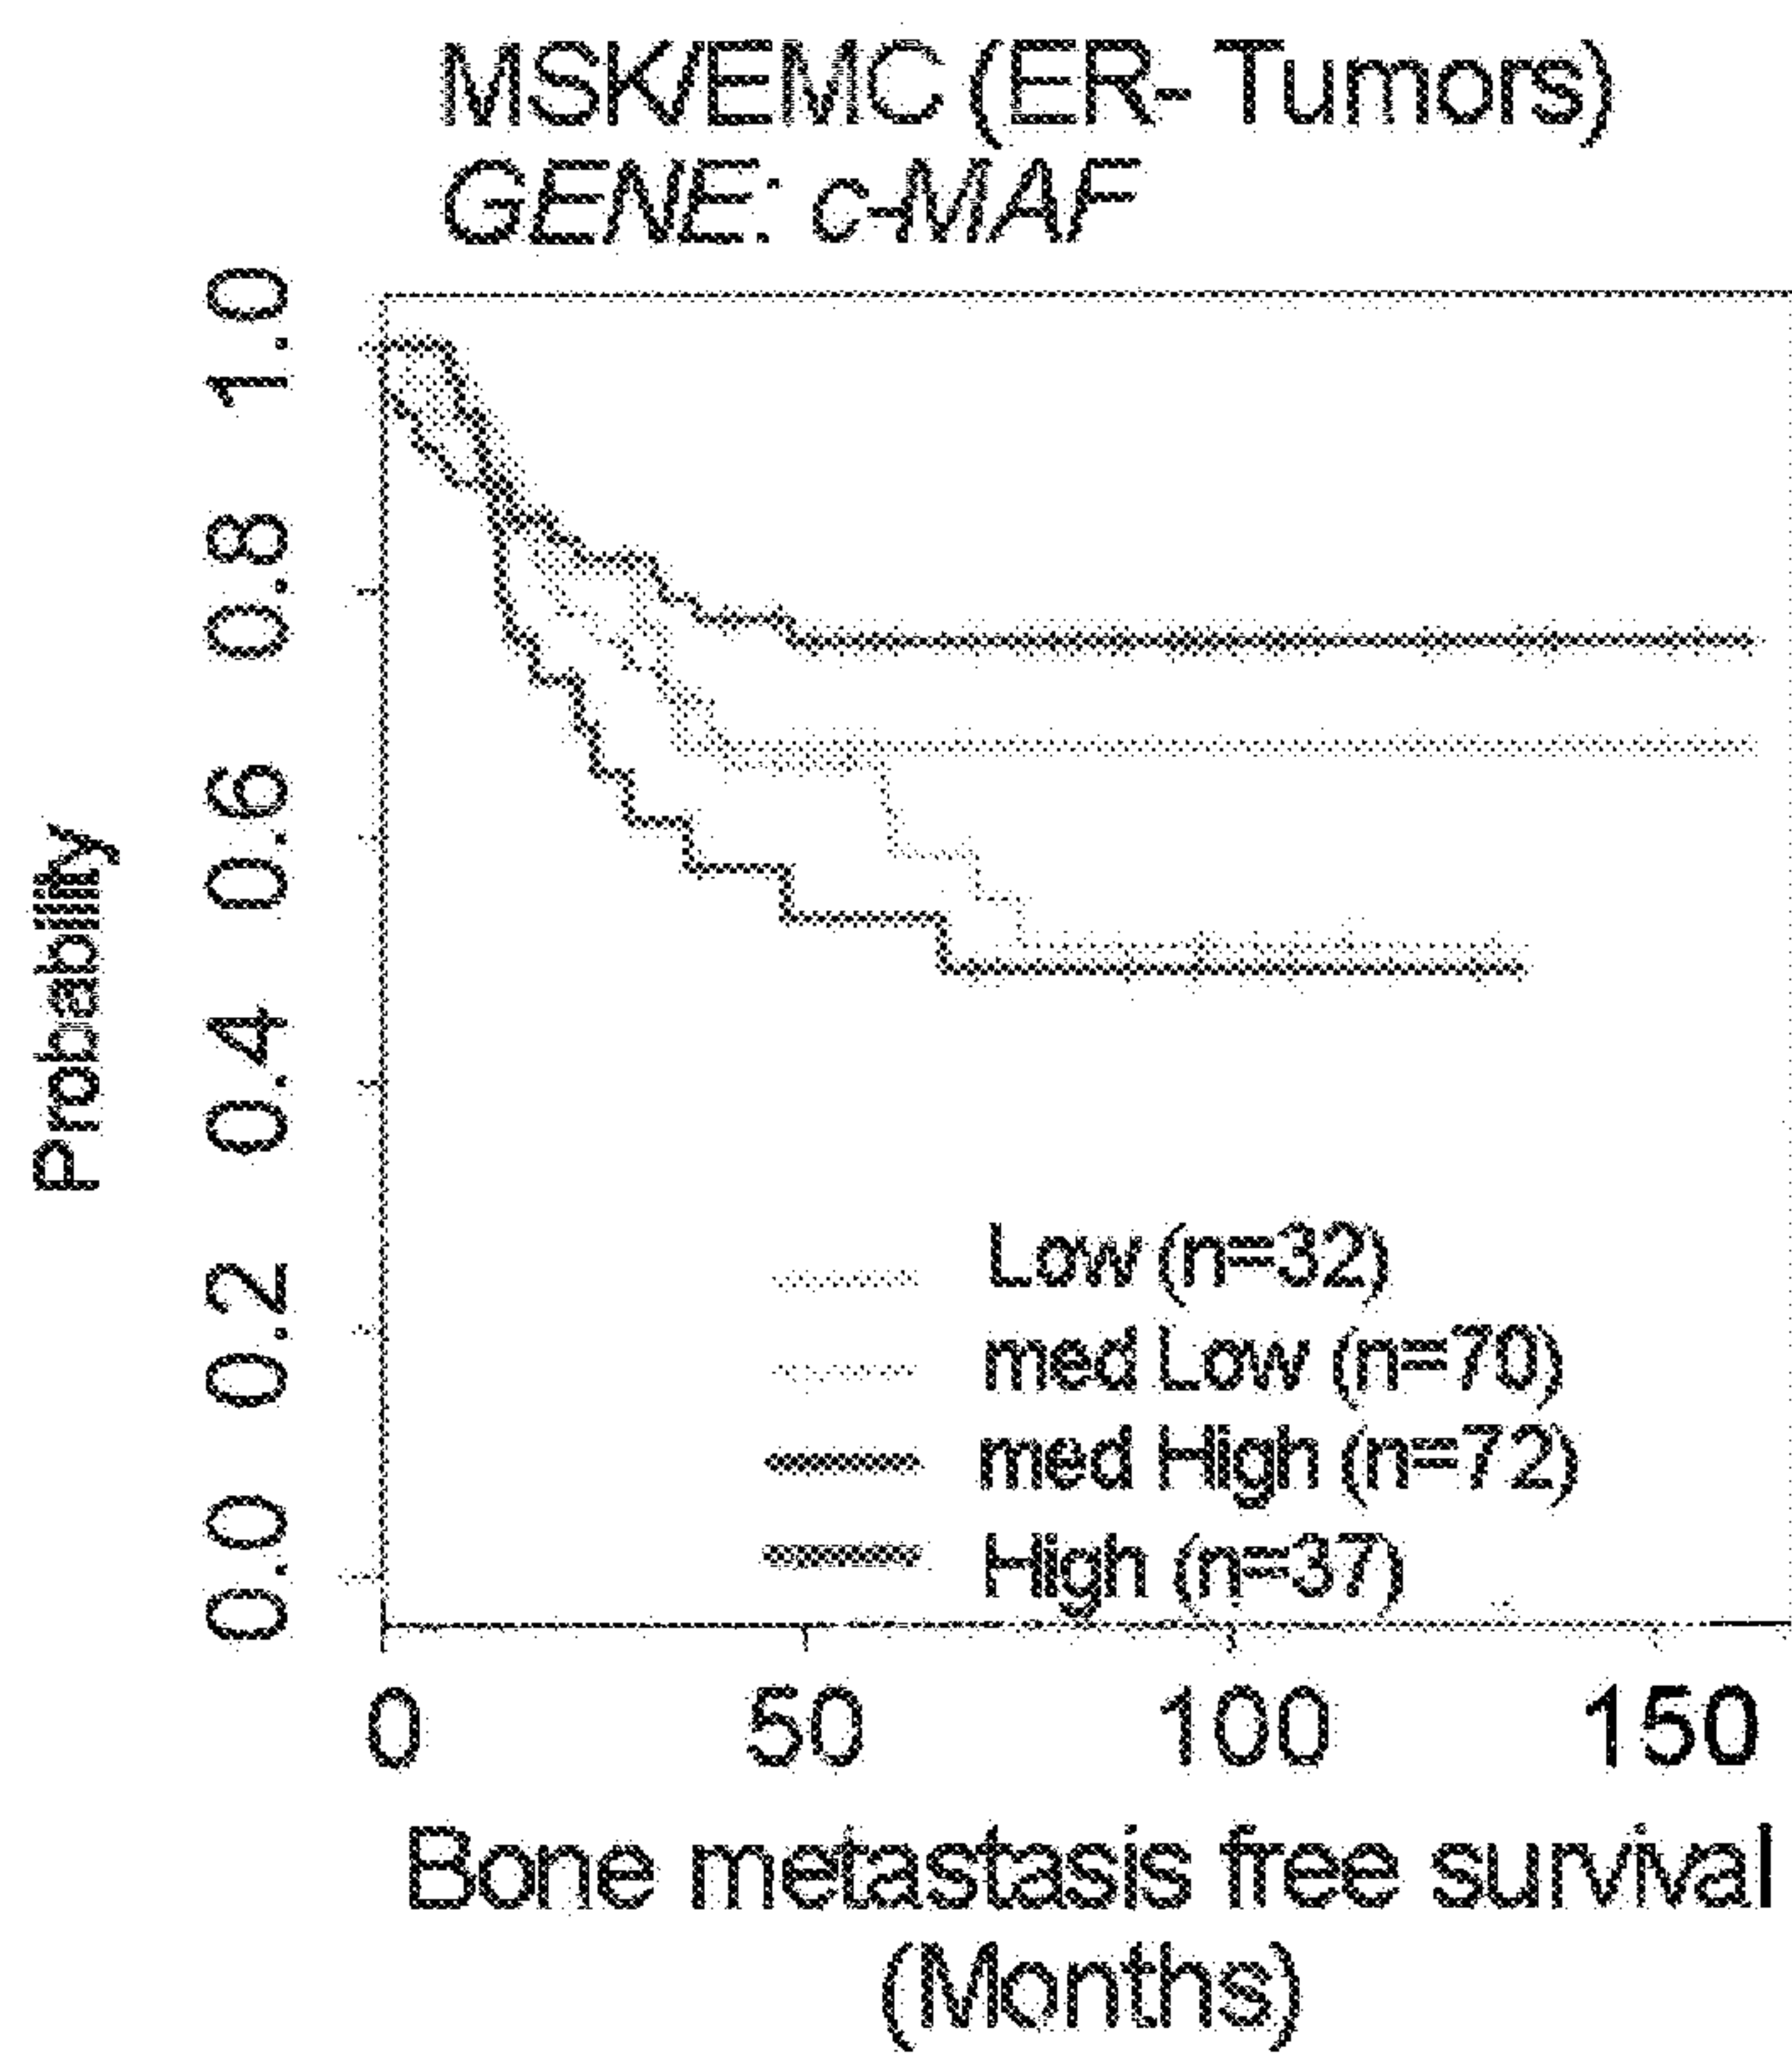 MSK/EMC (ER- Tumors)
GENE: c-MAF
1.0
0.8
0.6
0.4
0.2
0.0
Probability
Low (n=32)
med Low (n=70)
med High (n=72)
High (n=37)
0 50 100 150
Bone metastasis free survival
(Months)